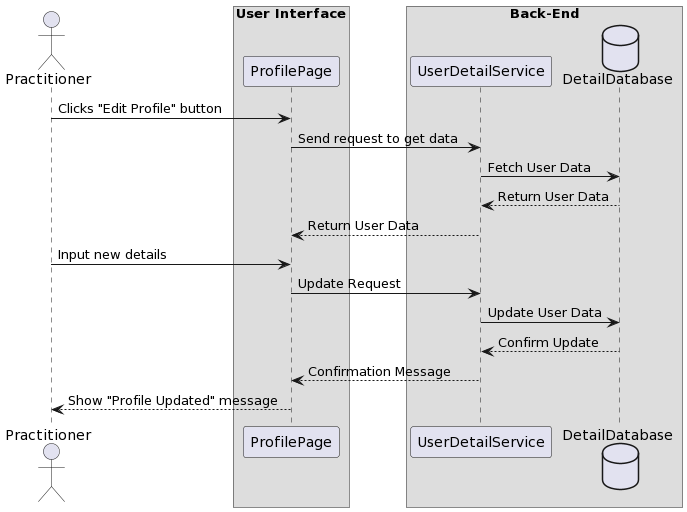 User Interface
Back-End
Practitioner
ProfilePage
UserDetailService
DetailDatabase
Clicks "Edit Profile" button
Send request to get data
Fetch User Data
Return User Data
Return User Data
Input new details
Update Request
Update User Data
Confirm Update
Confirmation Message
Show "Profile Updated" message
Practitioner
ProfilePage
UserDetailService
DetailDatabase